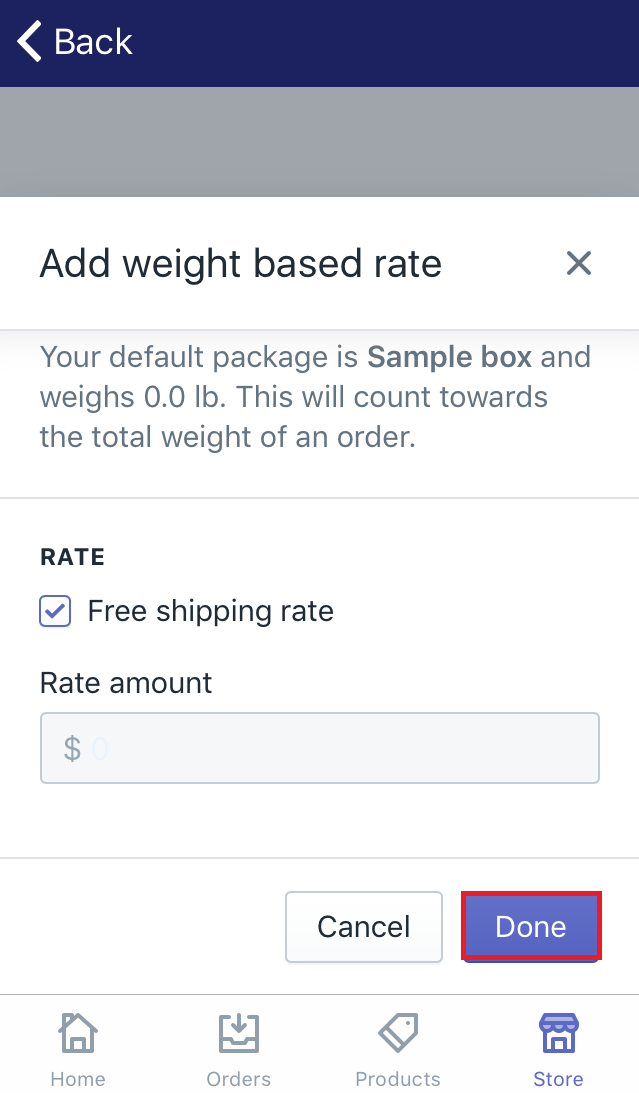 Back
Add weight based rate
Your default package is Sample box and
weighs 0.0 lb. This will count towards
the total weight of an order.
RATE
Free shipping rate
Rate amount
$ 0
Cancel Done
Home Orders Products Store